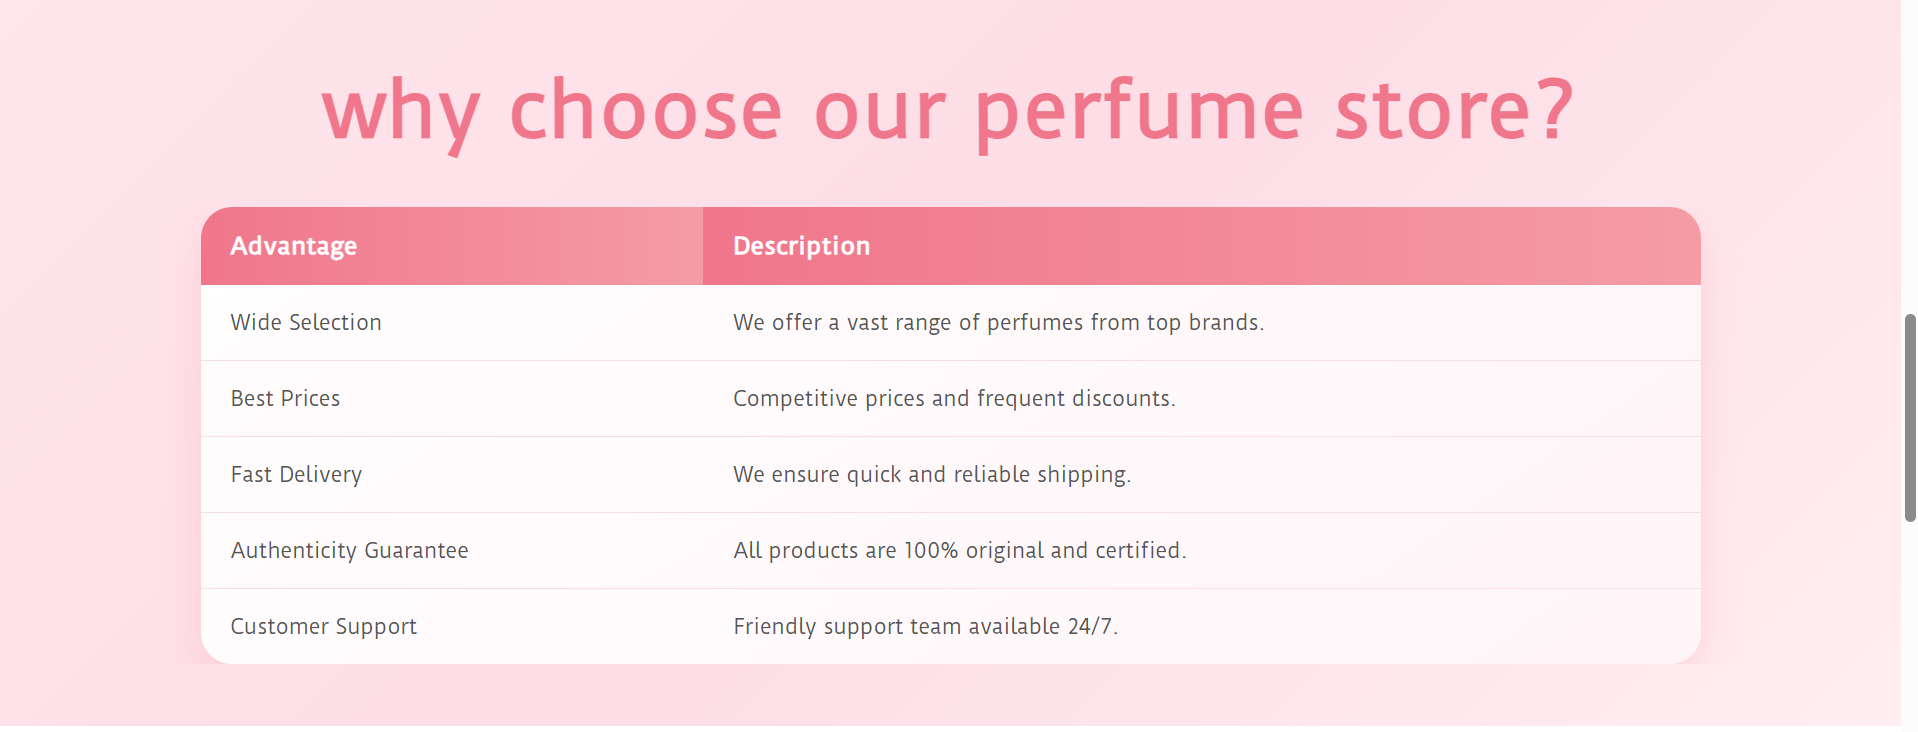 why choose our perfume store?
Advantage Description
Wide Selection We offer a vast range of perfumes from top brands.
Best Prices Competitive prices and frequent discounts.
Fast Delivery We ensure quick and reliable shipping.
Authenticity Guarantee All products are 100% original and certified.
Customer Support Friendly support team available 24/7.